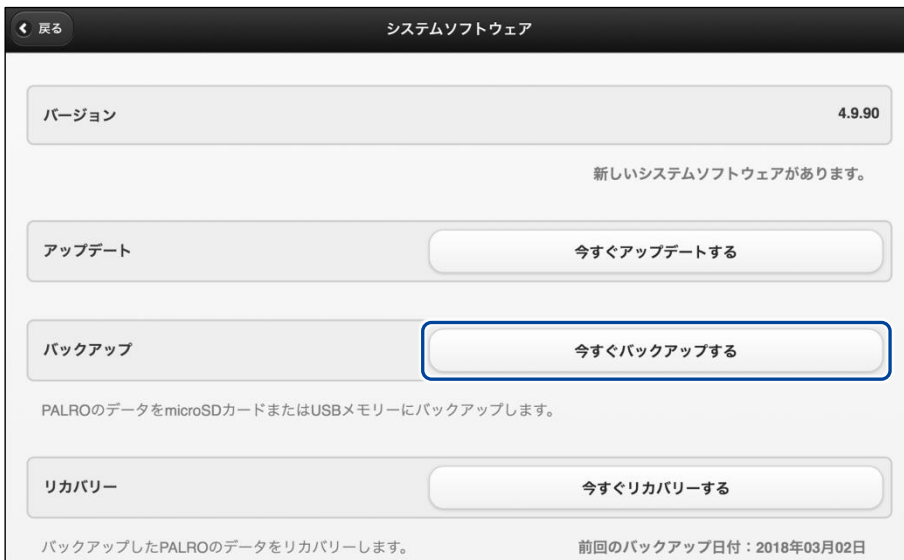 戻る
システムソフトウェア
バージョン 4.9.90
新しいシステムソフトウェアがあります。
アップデート 今すぐアップデートする
バックアップ 今すぐバックアップする
PALROのデータをmicroSDカードまたはUSBメモリーにバックアップします。
リカバリー 今すぐリカバリーする
バックアップしたPALROのデータをリカバリーします。 前回のバックアップ日付：2018年03月02日